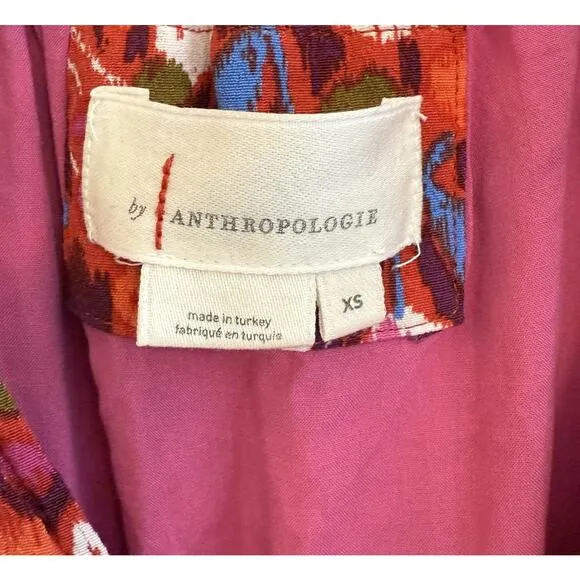 by ANTHROPOLOGIE
XS
made in turkey
fabriqué en turquie